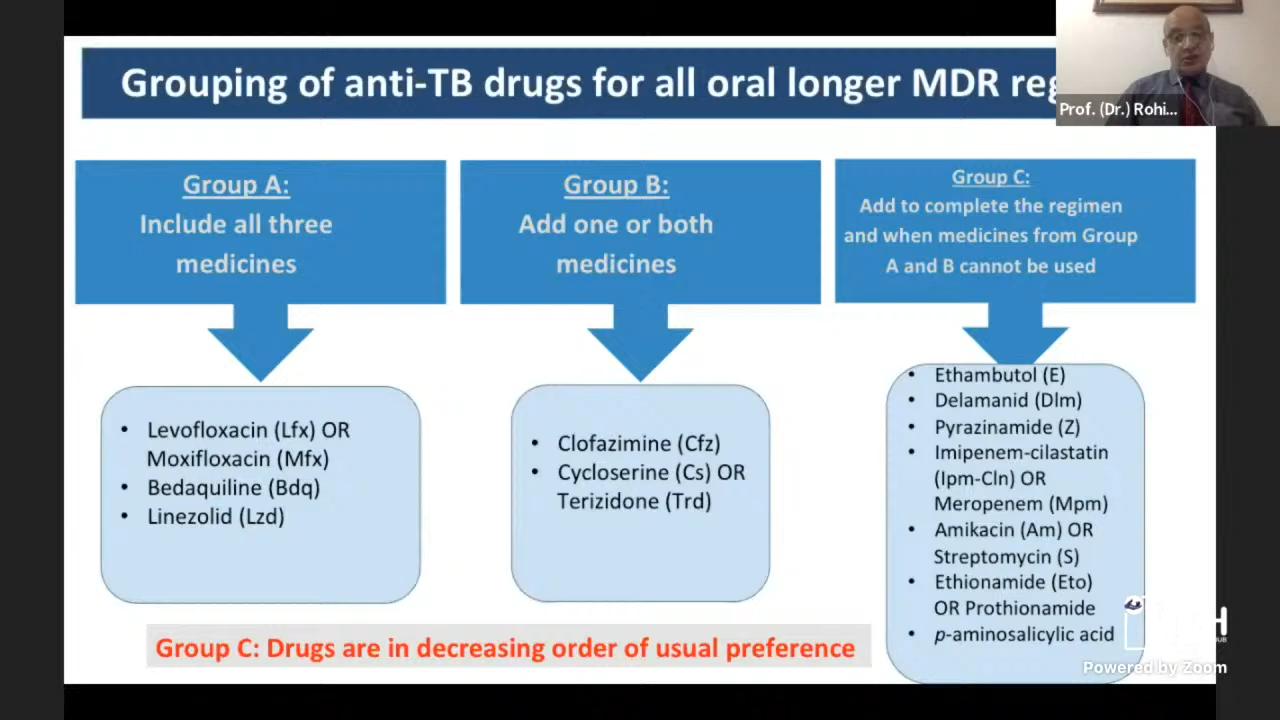 Grouping of anti-TB drugs for all oral longer MDR reg
Prof. (Dr.) Rohi...
Group A:
Include all three
medicines
Group B:
Add one or both
medicines
Group C:
Add to complete the regimen
and when medicines from Group
A and B cannot be used
• Levofloxacin (Lfx) OR
Moxifloxacin (Mfx)
• Bedaquiline (Bdq)
• Linezolid (Lzd)
• Clofazimine (Cfz)
• Cycloserine (Cs) OR
Terizidone (Trd)
• Ethambutol (E)
• Delamanid (Dlm)
• Pyrazinamide (Z)
• Imipenem-cilastatin
(Ipm-Cln) OR
Meropenem (Mpm)
• Amikacin (Am) OR
Streptomycin (S)
• Ethionamide (Eto)
OR Prothionamide
• p-aminosalicylic acid
Group C: Drugs are in decreasing order of usual preference
Powered by Zoom